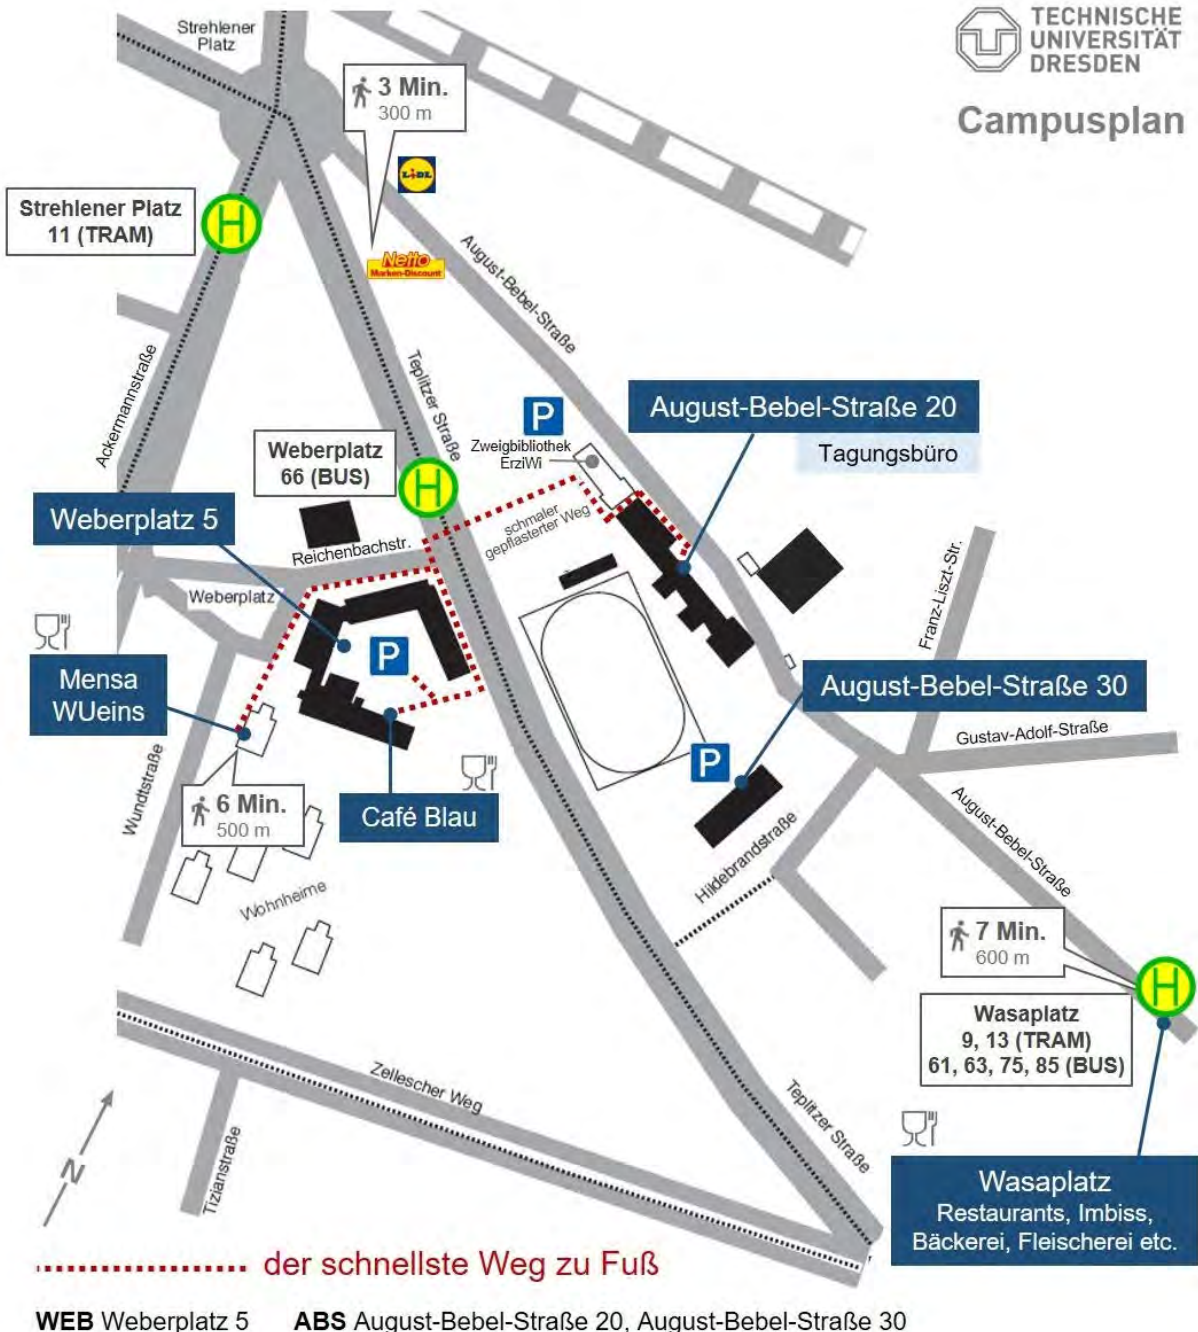 TECHNISCHE
UNIVERSITÄT
DRESDEN
Campusplan
Strehlener
Platz
3 Min.
300 m
LIDL
Strehlener Platz
11 (TRAM)
H
Netto
Marken-Discount
August-Bebel-Straße
Ackermannstraße
Teplitzer Straße
P
August-Bebel-Straße 20
Tagungsbüro
Zweigbibliothek
ErziWi
Weberplatz
66 (BUS)
H
Weberplatz 5
schmaler
gepflasterter Weg
Reichenbachstr.
Weberplatz
Franz-Liszt-Str.
P
Mensa
WUeins
August-Bebel-Straße 30
Gustav-Adolf-Straße
P
Wundtstraße
6 Min.
500 m
Café Blau
August-Bebel-Straße
Hildebrandstraße
Wohnheime
7 Min.
600 m
H
Wasaplatz
9, 13 (TRAM)
61, 63, 75, 85 (BUS)
Zellescher Weg
Teplitzer Straße
Tizianstraße
N
Wasaplatz
Restaurants, Imbiss,
Bäckerei, Fleischerei etc.
der schnellste Weg zu Fuß
WEB Weberplatz 5 ABS August-Bebel-Straße 20, August-Bebel-Straße 30